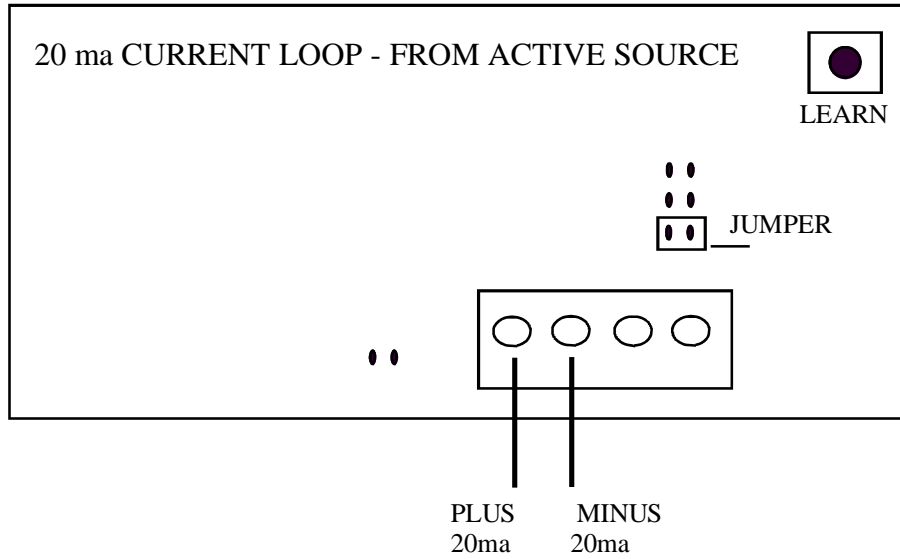 20 ma CURRENT LOOP - FROM ACTIVE SOURCE
LEARN
JUMPER
PLUS MINUS
20ma 20ma